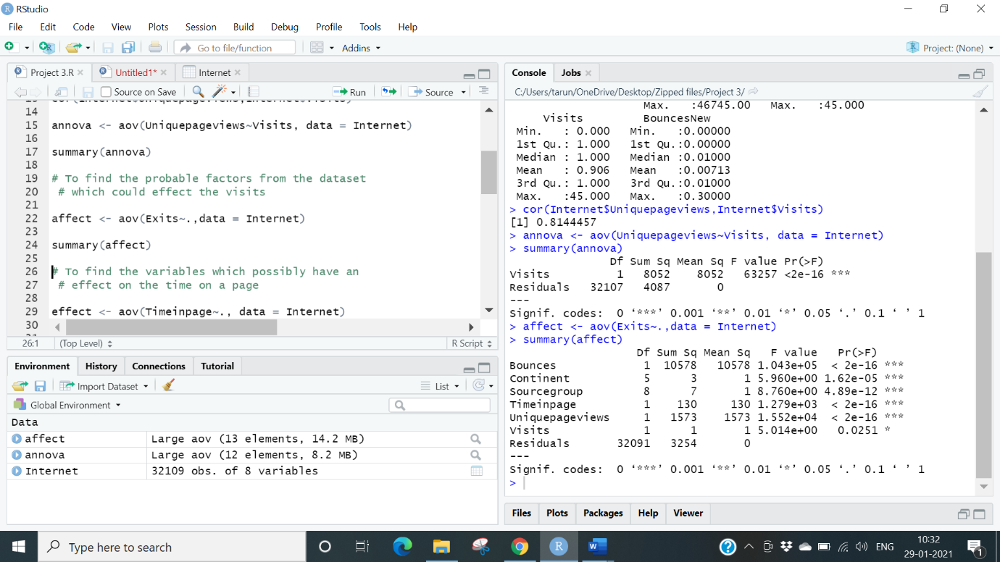 RStudio
File Edit Code View Plots Session Build Debug Profile Tools Help
Go to file/function Addins Project: (None)
Project 3.R Untitled1* Internet
Source on Save Run Source
14
15 annova <- aov(Uniquepageviews~Visits, data = Internet)
16
17 summary(annova)
18
19 # To find the probable factors from the dataset
20 # which could effect the visits
21
22 affect <- aov(Exits~.,data = Internet)
23
24 summary(affect)
25
26 # To find the variables which possibly have an
27 # effect on the time on a page
28
29 effect <- aov(Timeinpage~., data = Internet)
30
26:1 (Top Level) R Script
Environment History Connections Tutorial
Import Dataset List
Global Environment
Data
affect Large aov (13 elements, 14.2 MB)
annova Large aov (12 elements, 8.2 MB)
Internet 32109 obs. of 8 variables
Console Jobs
C:/Users/tarun/OneDrive/Desktop/Zipped files/Project 3/
Max. :46745.00 Max. :45.000
Visits BouncesNew
Min. : 0.000 Min. :0.00000
1st Qu.: 1.000 1st Qu.:0.00000
Median : 1.000 Median :0.01000
Mean : 0.906 Mean :0.00713
3rd Qu.: 1.000 3rd Qu.:0.01000
Max. :45.000 Max. :0.30000
> cor(Internet$Uniquepageviews,Internet$Visits)
[1] 0.8144457
> annova <- aov(Uniquepageviews~Visits, data = Internet)
> summary(annova)
Df Sum Sq Mean Sq F value Pr(>F)
Visits 1 8052 8052 63257 <2e-16 ***
Residuals 32107 4087 0
---
Signif. codes: 0 ‘***’ 0.001 ‘**’ 0.01 ‘*’ 0.05 ‘.’ 0.1 ‘ ’ 1
> affect <- aov(Exits~.,data = Internet)
> summary(affect)
Df Sum Sq Mean Sq F value Pr(>F)
Bounces 1 10578 10578 1.043e+05 < 2e-16 ***
Continent 5 3 1 5.960e+00 1.62e-05 ***
Sourcegroup 8 7 1 8.760e+00 4.89e-12 ***
Timeinpage 1 130 130 1.279e+03 < 2e-16 ***
Uniquepageviews 1 1573 1573 1.552e+04 < 2e-16 ***
Visits 1 1 1 5.014e+00 0.0251 *
Residuals 32091 3254 0
---
Signif. codes: 0 ‘***’ 0.001 ‘**’ 0.01 ‘*’ 0.05 ‘.’ 0.1 ‘ ’ 1
>
Files Plots Packages Help Viewer
Type here to search
ENG
10:32
29-01-2021
1